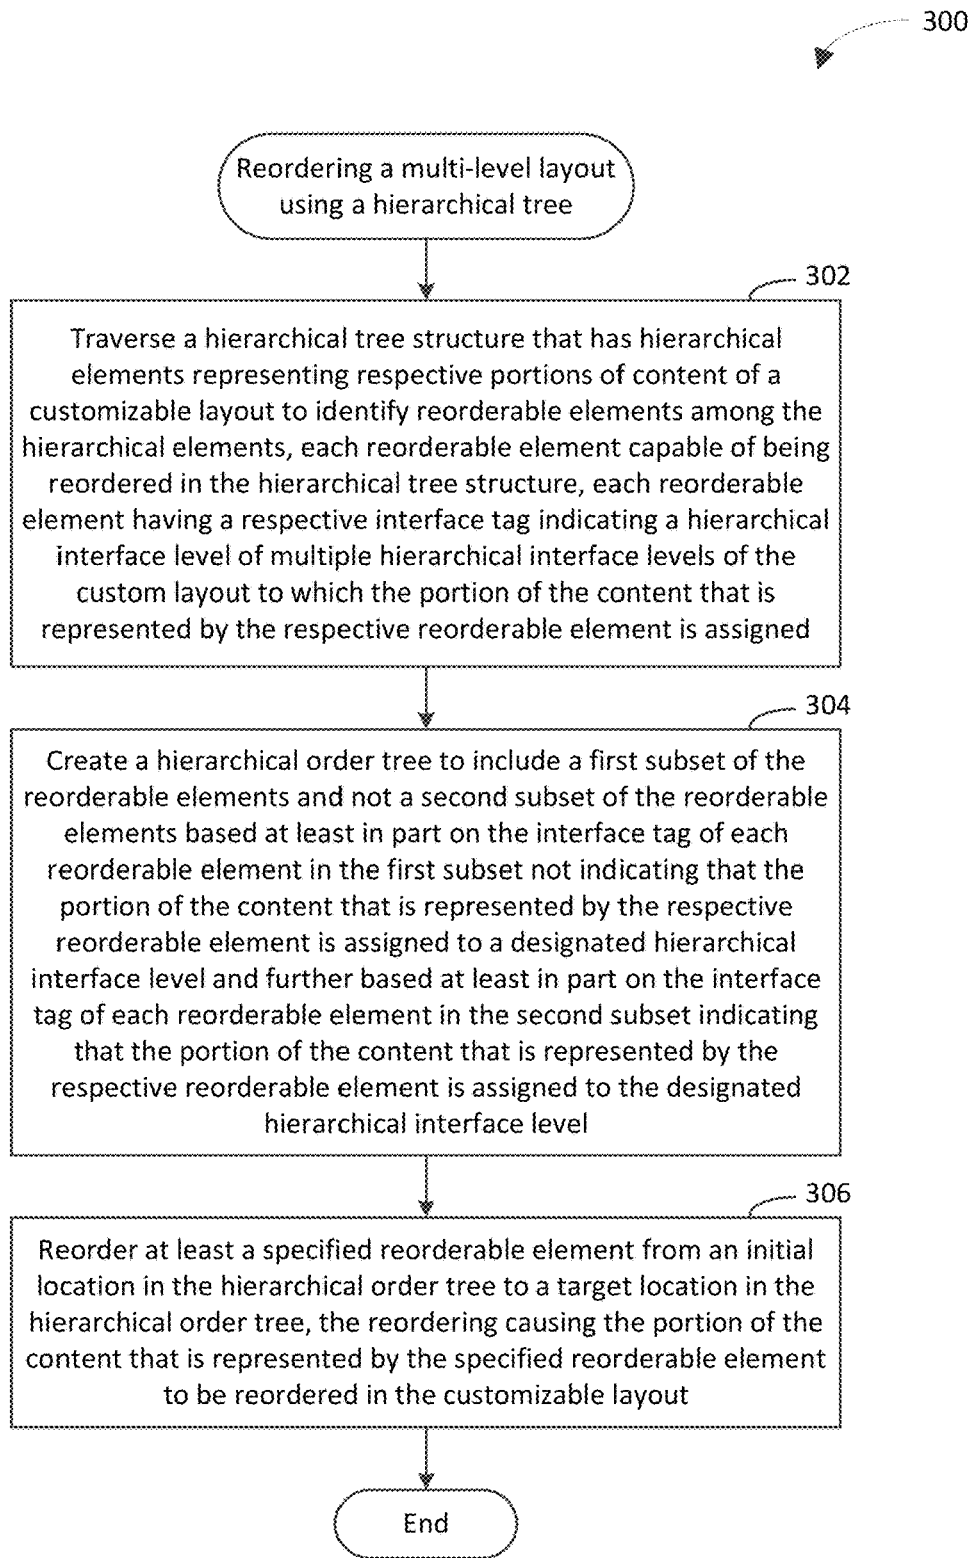 300
Reordering a multi-level layout
using a hierarchical tree
302
Traverse a hierarchical tree structure that has hierarchical
elements representing respective portions of content of a
customizable layout to identify reorderable elements among the
hierarchical elements, each reorderable element capable of being
reordered in the hierarchical tree structure, each reorderable
element having a respective interface tag indicating a hierarchical
interface level of multiple hierarchical interface levels of the
custom layout to which the portion of the content that is
represented by the respective reorderable element is assigned
304
Create a hierarchical order tree to include a first subset of the
reorderable elements and not a second subset of the reorderable
elements based at least in part on the interface tag of each
reorderable element in the first subset not indicating that the
portion of the content that is represented by the respective
reorderable element is assigned to a designated hierarchical
interface level and further based at least in part on the interface
tag of each reorderable element in the second subset indicating
that the portion of the content that is represented by the
respective reorderable element is assigned to the designated
hierarchical interface level
306
Reorder at least a specified reorderable element from an initial
location in the hierarchical order tree to a target location in the
hierarchical order tree, the reordering causing the portion of the
content that is represented by the specified reorderable element
to be reordered in the customizable layout
End